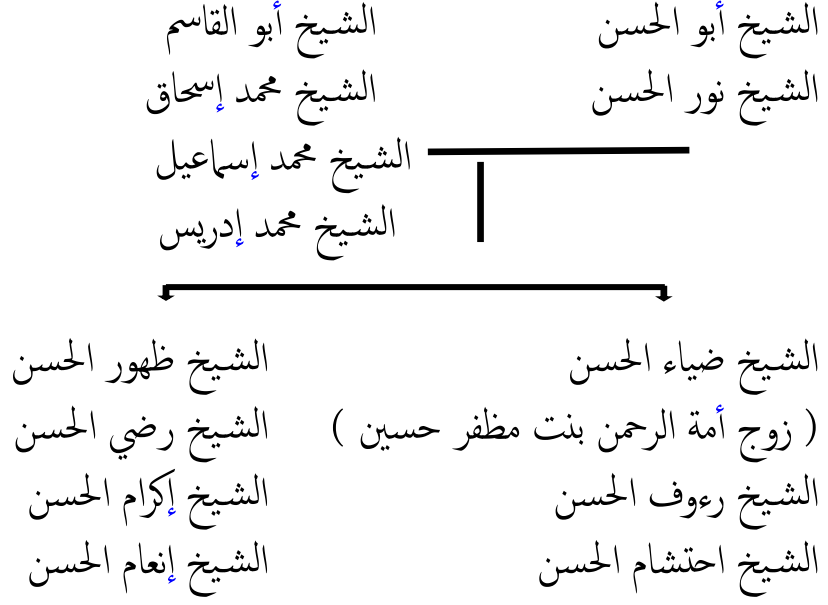 الشيخ أبو الحسن
الشيخ أبو القاسم
الشيخ نور الحسن
الشيخ محمد إسحاق
الشيخ محمد إسماعيل
الشيخ محمد إدريس
الشيخ ضياء الحسن
الشيخ ظهور الحسن
( زوج أمة الرحمن بنت مظفر حسين )
الشيخ رضي الحسن
الشيخ رءوف الحسن
الشيخ إكرام الحسن
الشيخ احتشام الحسن
الشيخ إنعام الحسن